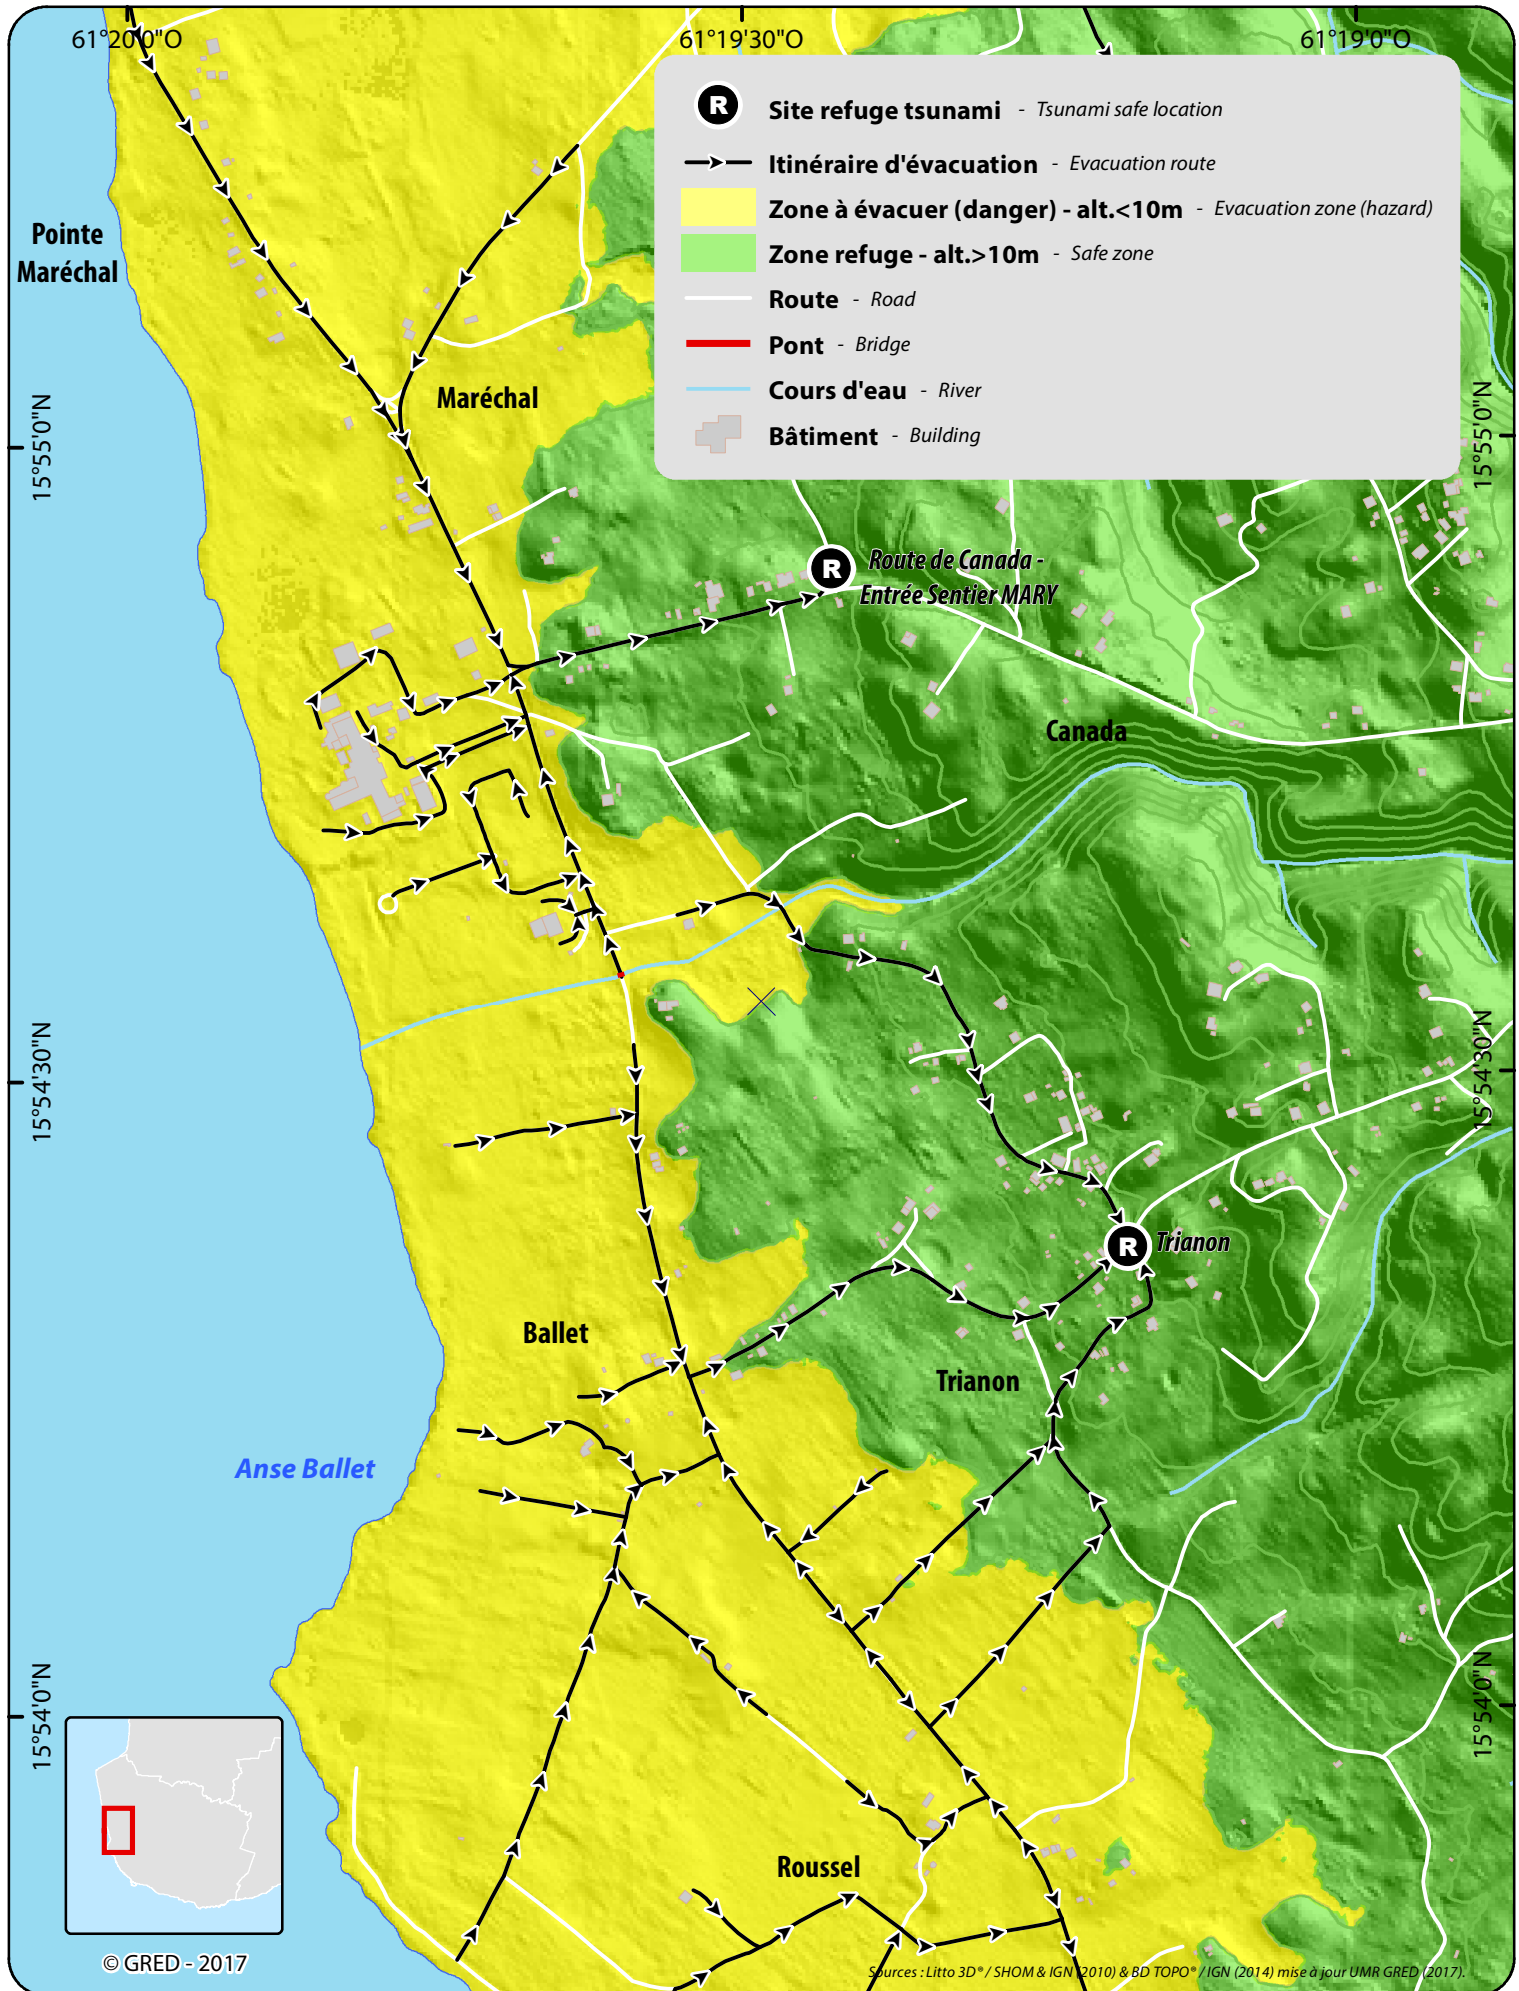 61°20'0"O
61°19'30"O
61°19'0"O
R Site refuge tsunami - Tsunami safe location
Itinéraire d'évacuation - Evacuation route
Zone à évacuer (danger) - alt.<10m - Evacuation zone (hazard)
Zone refuge - alt.>10m - Safe zone
Route - Road
Pont - Bridge
Cours d'eau - River
Bâtiment - Building
Pointe
Maréchal
Maréchal
15°55'0"N
15°55'0"N
R Route de Canada -
Entrée Sentier MARY
Canada
15°54'30"N
15°54'30"N
R Trianon
Ballet
Trianon
Anse Ballet
15°54'0"N
15°54'0"N
Roussel
© GRED - 2017
Sources : Litto 3D® / SHOM & IGN (2010) & BD TOPO® / IGN (2014) mise à jour UMR GRED (2017).